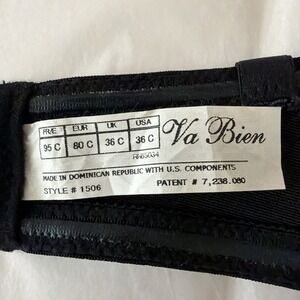 FR/E EUR UK USA
95 C 80 C 36 C 36 C
Va Bien
RN65034
MADE IN DOMINICAN REPUBLIC WITH U.S. COMPONENTS
STYLE # 1506 PATENT # 7,238.080